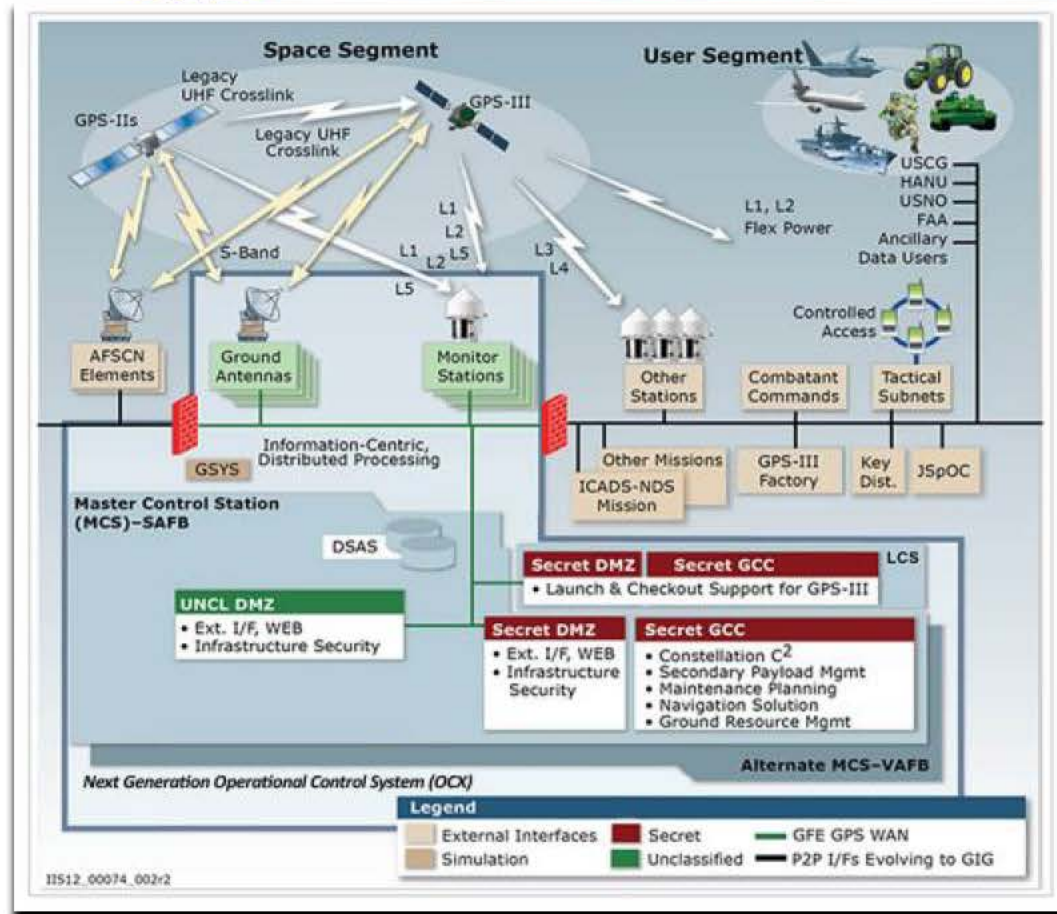 Space Segment
User Segment
Legacy
UHF Crosslink
GPS-IIs
GPS-III
Legacy UHF
Crosslink
USCG
HANU
USNO
FAA
Ancillary
Data Users
L1
L2
L5
L1
L2
L5
L3
L4
L1, L2
Flex Power
S-Band
Controlled
Access
AFSCN
Elements
Ground
Antennas
Monitor
Stations
Other
Stations
Combatant
Commands
Tactical
Subnets
Information-Centric,
Distributed Processing
GSYS
Other Missions
ICADS-NDS
Mission
GPS-III
Factory
Key
Dist.
JSpOC
Master Control Station
(MCS)–SAFB
DSAS
LCS
Secret DMZ
Secret GCC
• Launch & Checkout Support for GPS-III
UNCL DMZ
• Ext. I/F, WEB
• Infrastructure Security
Secret DMZ
• Ext. I/F, WEB
• Infrastructure
Security
Secret GCC
• Constellation C²
• Secondary Payload Mgmt
• Maintenance Planning
• Navigation Solution
• Ground Resource Mgmt
Alternate MCS–VAFB
Next Generation Operational Control System (OCX)
Legend
External Interfaces
Secret
GFE GPS WAN
Simulation
Unclassified
P2P I/Fs Evolving to GIG
IIS12_00074_002r2